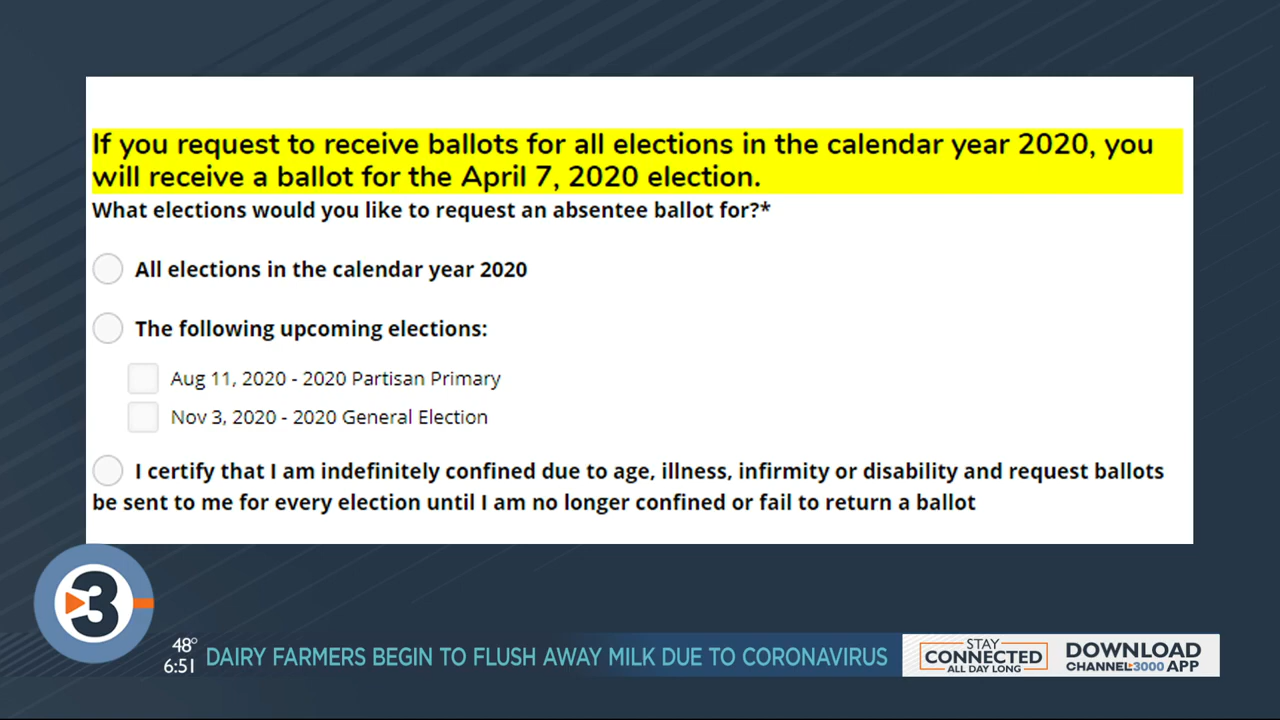 If you request to receive ballots for all elections in the calendar year 2020, you
will receive a ballot for the April 7, 2020 election.
What elections would you like to request an absentee ballot for?*
All elections in the calendar year 2020
The following upcoming elections:
Aug 11, 2020 - 2020 Partisan Primary
Nov 3, 2020 - 2020 General Election
I certify that I am indefinitely confined due to age, illness, infirmity or disability and request ballots
be sent to me for every election until I am no longer confined or fail to return a ballot
3
48°
6:51
DAIRY FARMERS BEGIN TO FLUSH AWAY MILK DUE TO CORONAVIRUS
STAY
CONNECTED
ALL DAY LONG
DOWNLOAD
CHANNEL3000 APP